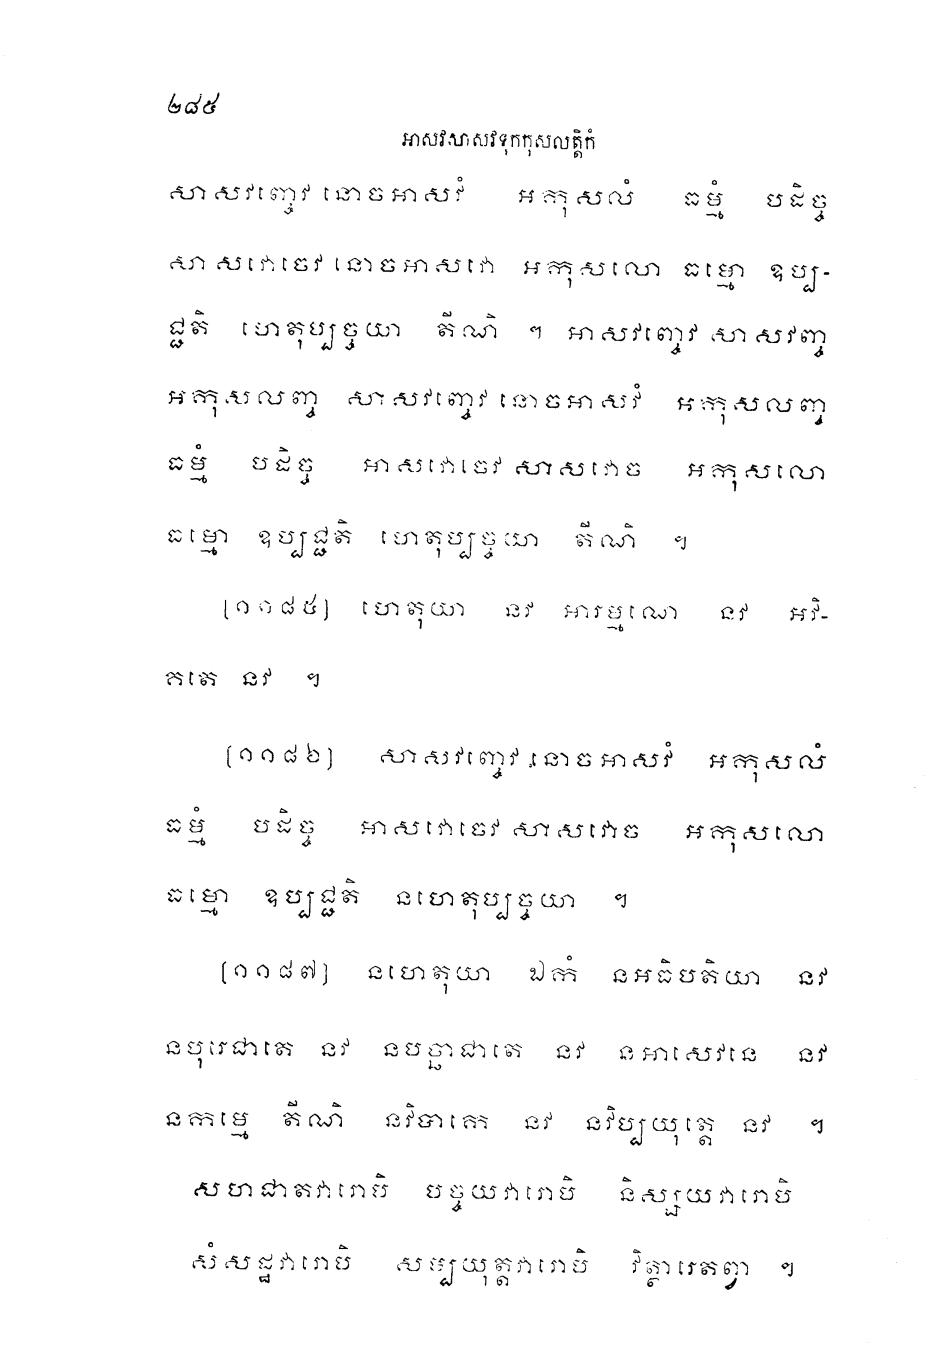 ២៨៥
អាសវសាសវទុកកុសលត្តិកំ
សាសវញ្ចេវ នោចអាសវំ អកុសលំ ធម្មំ បដិច្ច
សាសវោចេវ នោចអាសវោ អកុសលោ ធម្មោ ឧប្ប-
ជ្ជតិ ហេតុប្បច្ចយា តីណិ ។ អាសវញ្ចេវ សាសវញ្ច
អកុសលញ្ច សាសវញ្ចេវ នោចអាសវំ អកុសលញ្ច
ធម្មំ បដិច្ច អាសវោចេវ សាសវោច អកុសលោ
ធម្មោ ឧប្បជ្ជតិ ហេតុប្បច្ចយា តីណិ ។
[១១៨៥] ហេតុយា នវ អារម្មណោ នវ អវិ-
គតេ នវ ។
[១១៨៦] សាសវញ្ចេវ នោចអាសវំ អកុសលំ
ធម្មំ បដិច្ច អាសវោចេវ សាសវោច អកុសលោ
ធម្មោ ឧប្បជ្ជតិ នហេតុប្បច្ចយា ។
[១១៨៧] នហេតុយា ឯកំ នអធិបតិយា នវ
នបុរេជាតេ នវ នបច្ឆាជាតេ នវ នអាសេវនេ នវ
នកម្មេ តីណិ នវិបាកេ នវ នវិប្បយុត្តេ នវ ។
សហជាតវារោបិ បច្ចយវារោបិ និស្សយវារោបិ
សំសដ្ឋវារោបិ សម្បយុត្តវារោបិ វិត្ថារេតព្វា ។